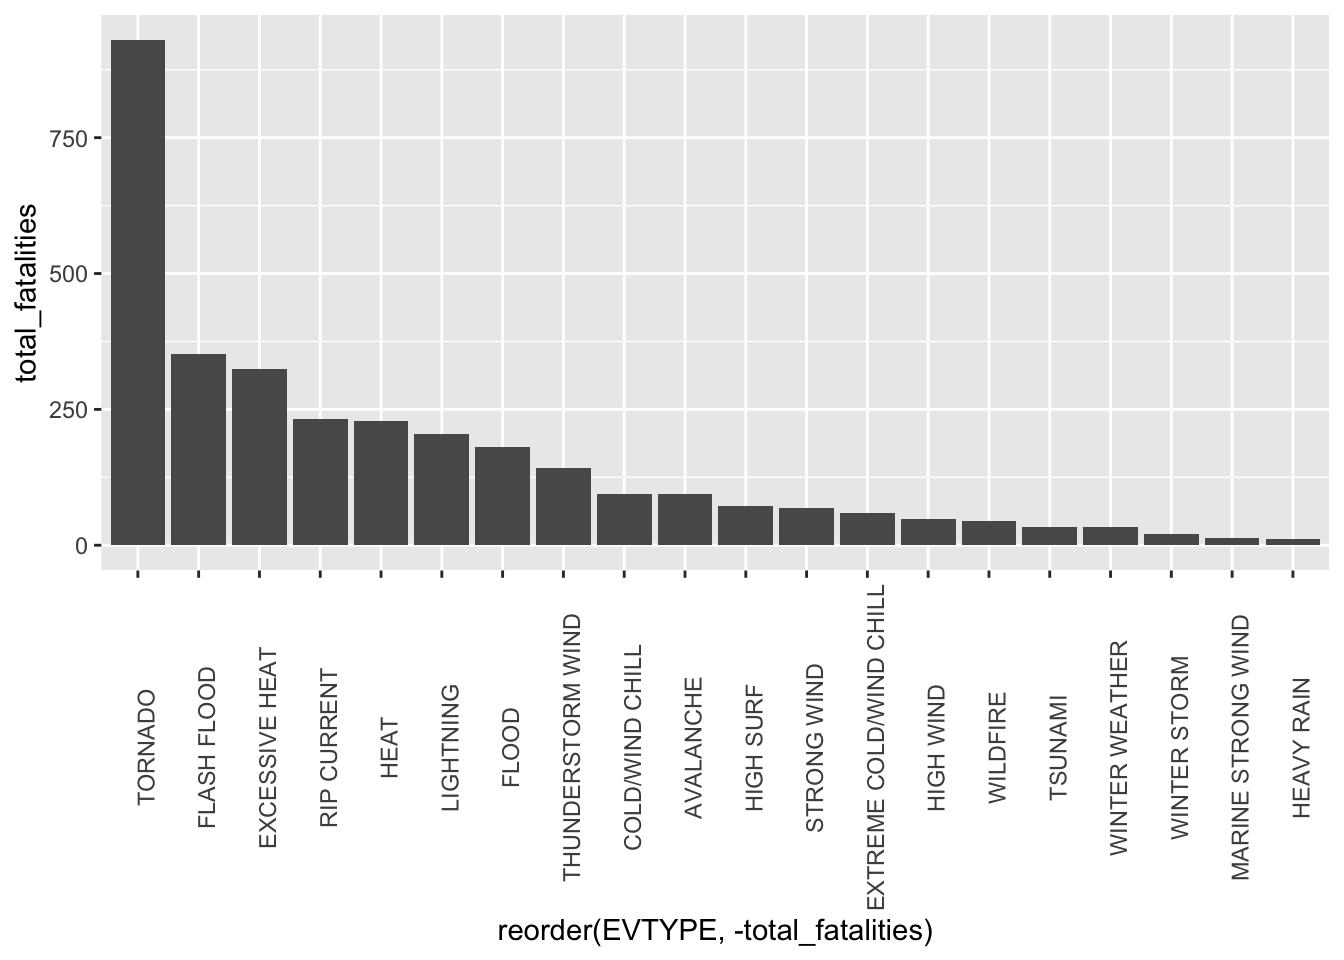 total_fatalities
750
500
250
0
TORNADO
FLASH FLOOD
EXCESSIVE HEAT
RIP CURRENT
HEAT
LIGHTNING
FLOOD
THUNDERSTORM WIND
COLD/WIND CHILL
AVALANCHE
HIGH SURF
STRONG WIND
EXTREME COLD/WIND CHILL
HIGH WIND
WILDFIRE
TSUNAMI
WINTER WEATHER
WINTER STORM
MARINE STRONG WIND
HEAVY RAIN
reorder(EVTYPE, -total_fatalities)